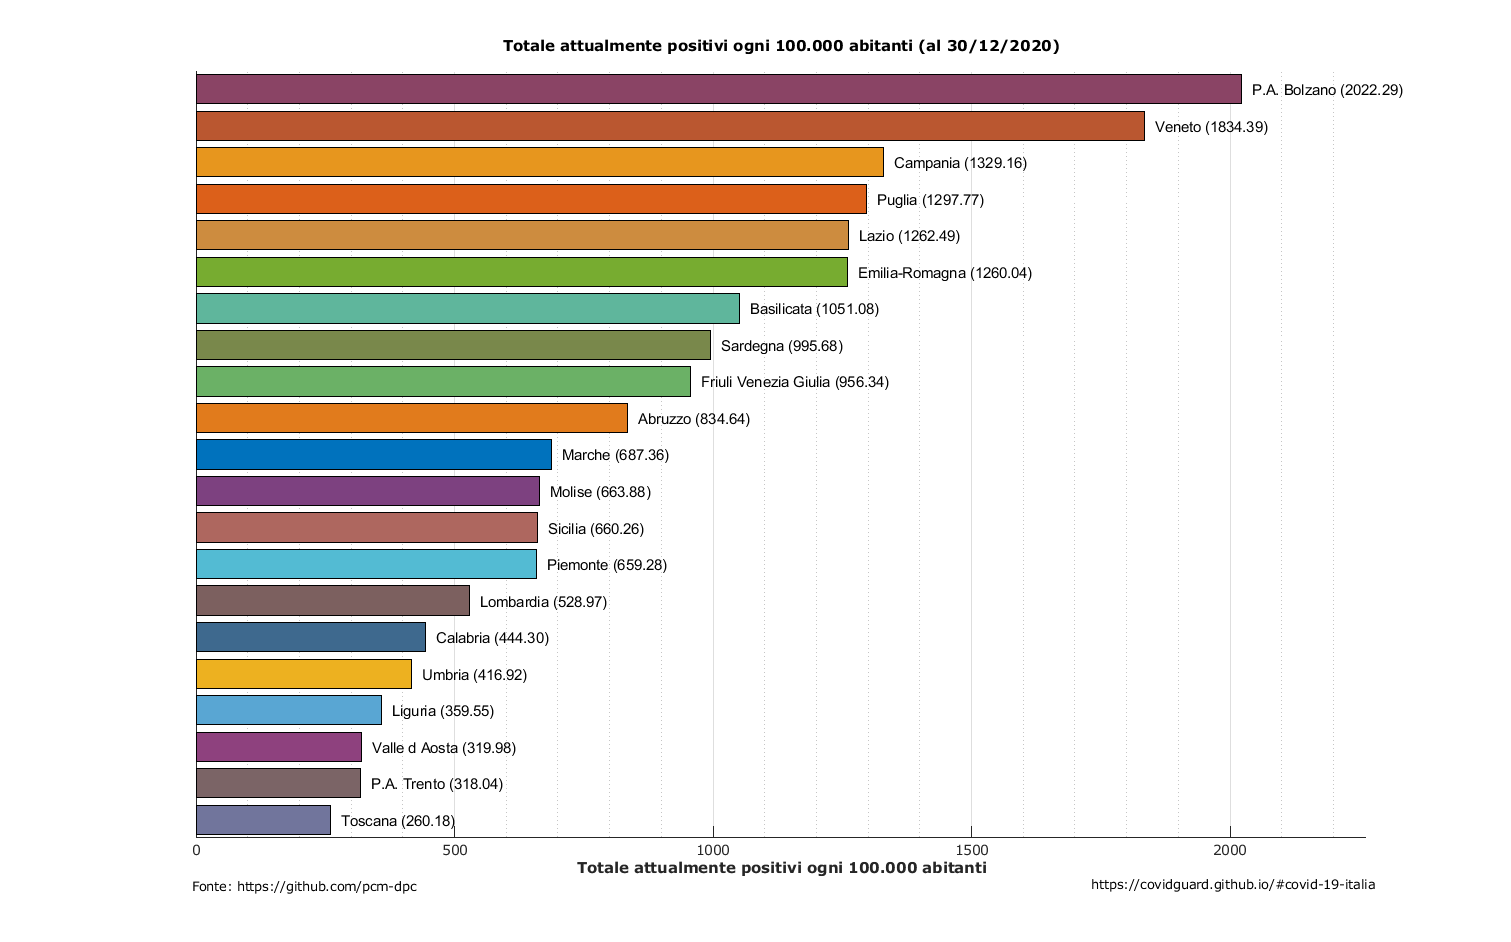 Totale attualmente positivi ogni 100.000 abitanti (al 30/12/2020)
P.A. Bolzano (2022.29)
Veneto (1834.39)
Campania (1329.16)
Puglia (1297.77)
Lazio (1262.49)
Emilia-Romagna (1260.04)
Basilicata (1051.08)
Sardegna (995.68)
Friuli Venezia Giulia (956.34)
Abruzzo (834.64)
Marche (687.36)
Molise (663.88)
Sicilia (660.26)
Piemonte (659.28)
Lombardia (528.97)
Calabria (444.30)
Umbria (416.92)
Liguria (359.55)
Valle d Aosta (319.98)
P.A. Trento (318.04)
Toscana (260.18)
0 500 1000 1500 2000
Totale attualmente positivi ogni 100.000 abitanti
Fonte: https://github.com/pcm-dpc
https://covidguard.github.io/#covid-19-italia